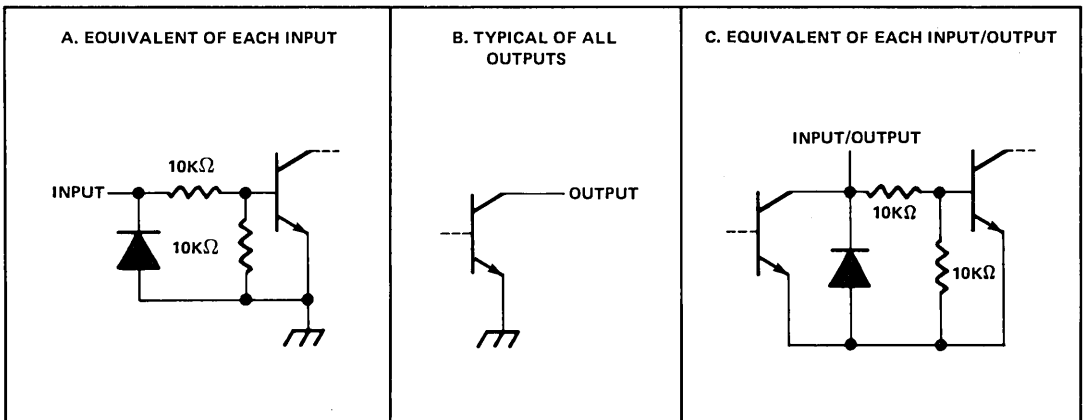 A. EQUIVALENT OF EACH INPUT
10KΩ
INPUT
10KΩ
B. TYPICAL OF ALL
OUTPUTS
OUTPUT
C. EQUIVALENT OF EACH INPUT/OUTPUT
INPUT/OUTPUT
10KΩ
10KΩ